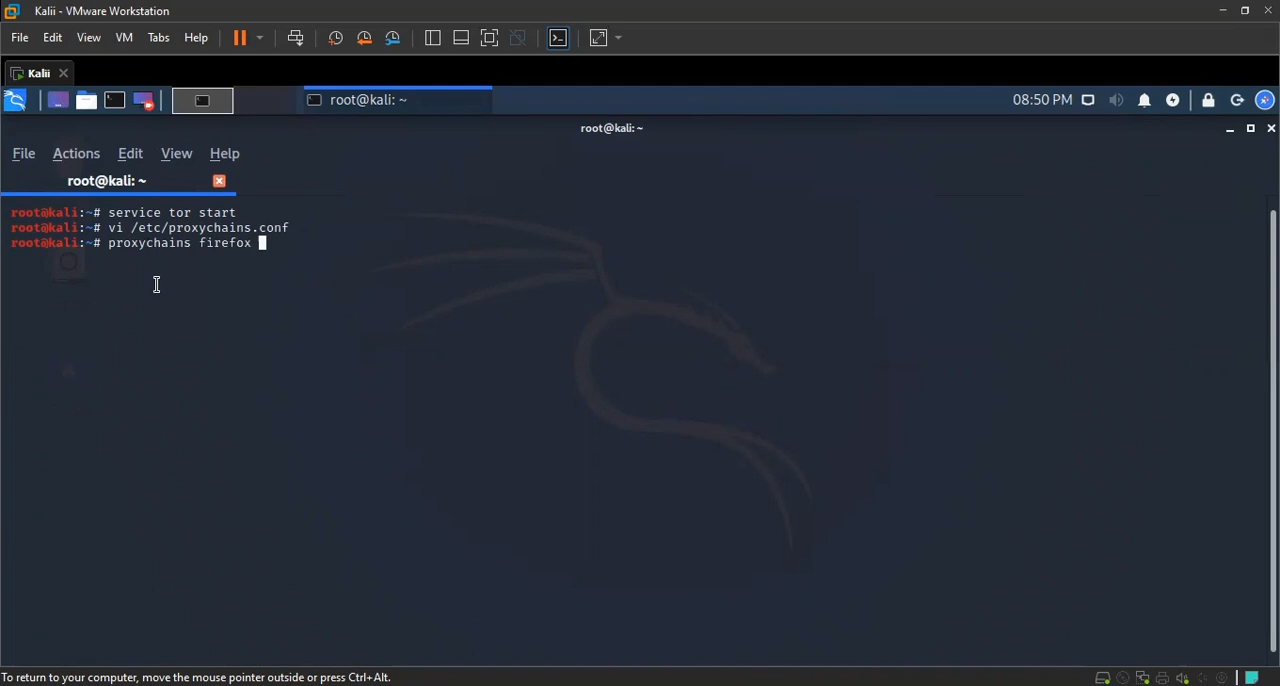 Kalii - VMware Workstation
File Edit View VM Tabs Help
Kalii
root@kali: ~
08:50 PM
root@kali: ~
File Actions Edit View Help
root@kali: ~
root@kali:~# service tor start
root@kali:~# vi /etc/proxychains.conf
root@kali:~# proxychains firefox
To return to your computer, move the mouse pointer outside or press Ctrl+Alt.